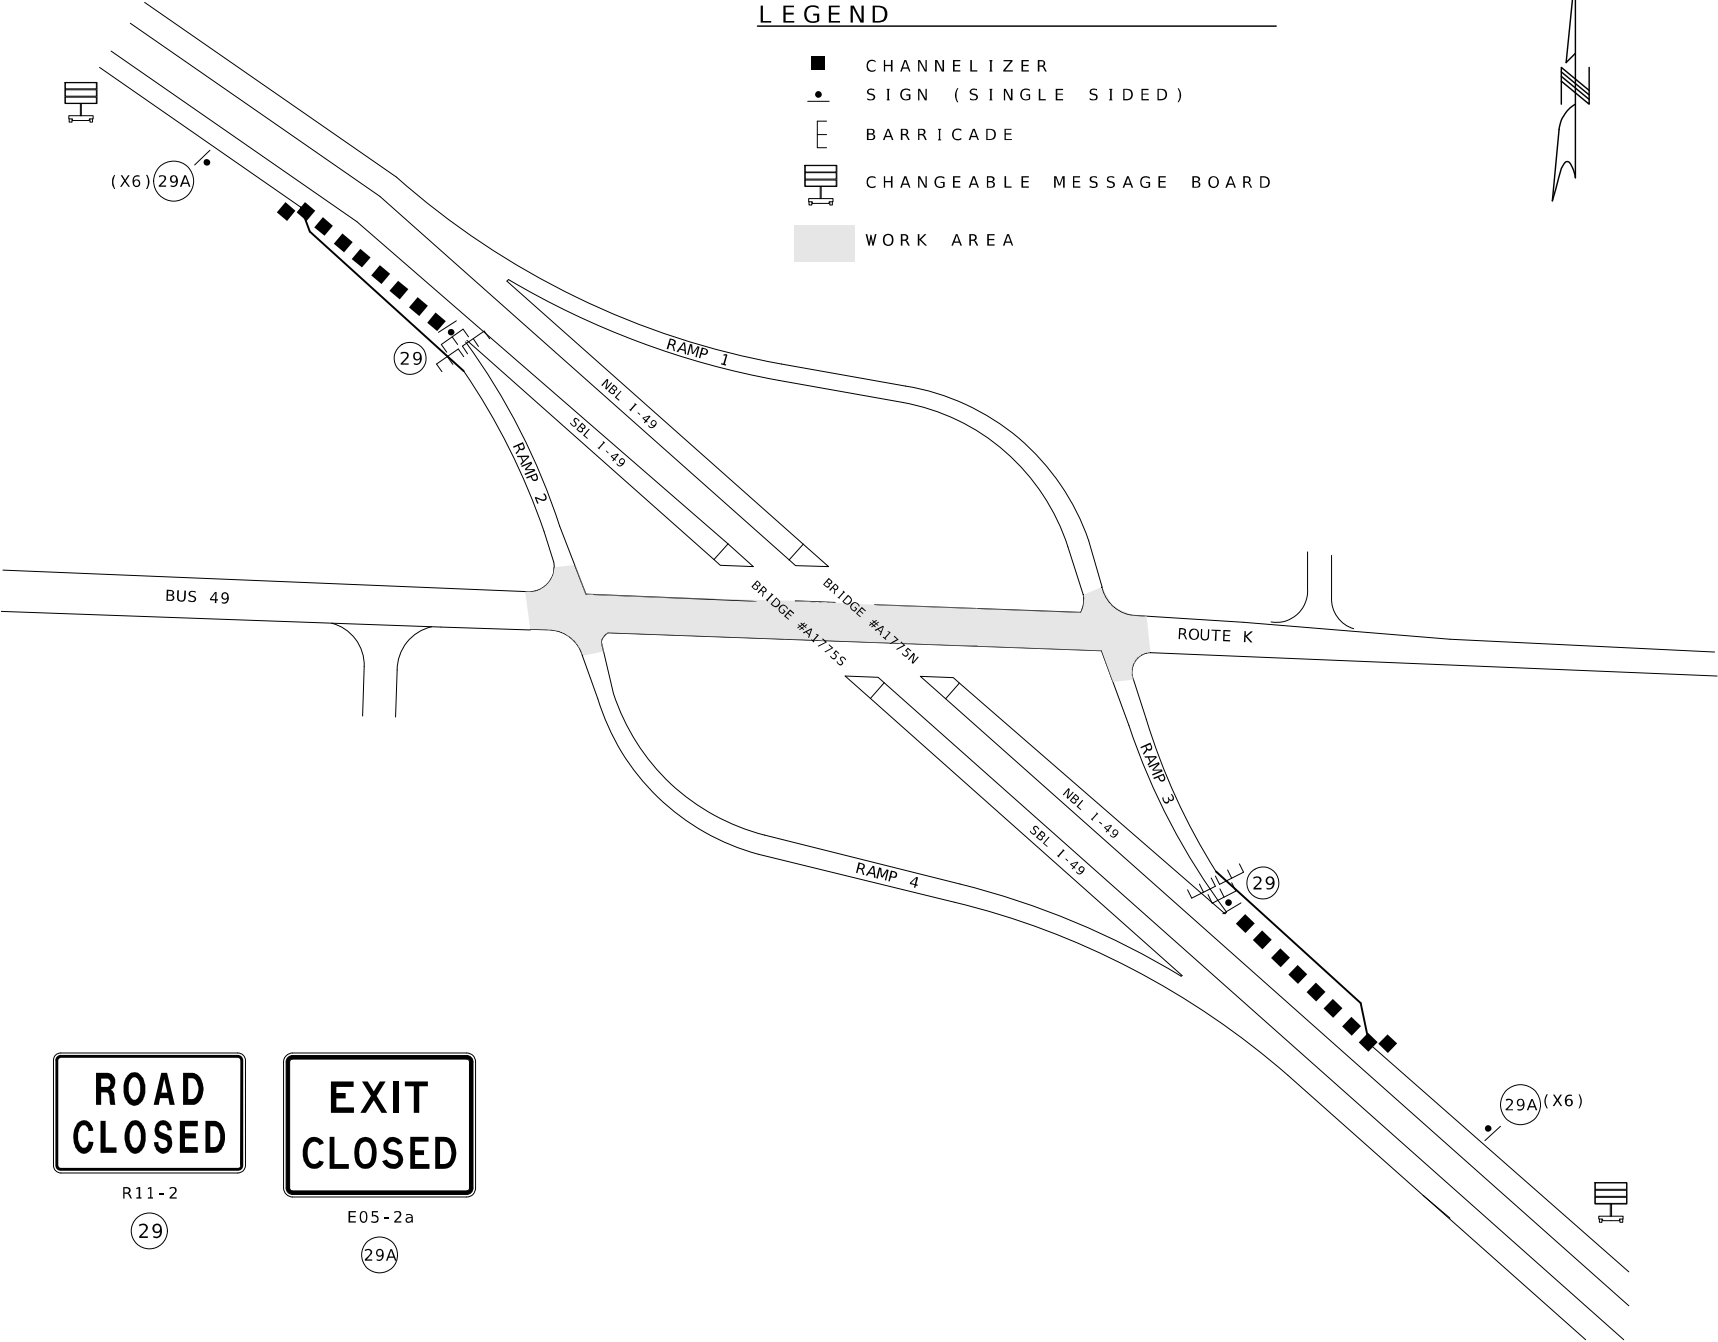 LEGEND
CHANNELIZER
SIGN (SINGLE SIDED)
BARRICADE
CHANGEABLE MESSAGE BOARD
WORK AREA
N
(X6) 29A
29
RAMP 1
NBL I-49
SBL I-49
RAMP 2
BUS 49
BRIDGE #A1775S
BRIDGE #A1775N
ROUTE K
RAMP 3
NBL I-49
SBL I-49
RAMP 4
29
29A (X6)
ROAD
CLOSED
R11-2
29
EXIT
CLOSED
E05-2a
29A